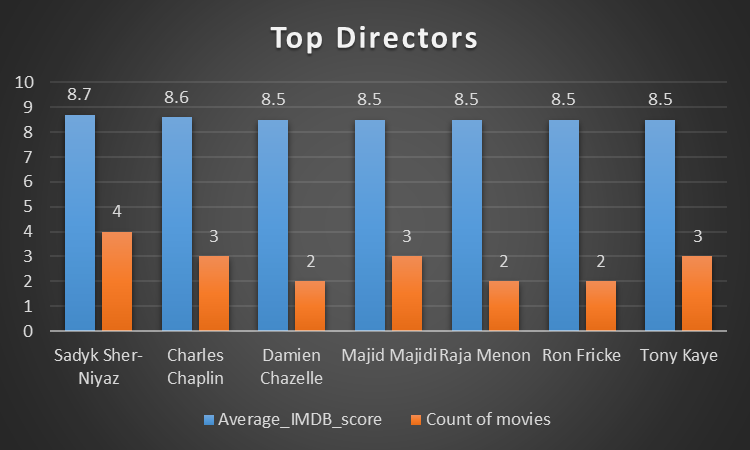 Top Directors
10
9
8
7
6
5
4
3
2
1
0
8.7
4
8.6
3
8.5
2
8.5
3
8.5
2
8.5
2
8.5
3
Sadyk Sher-
Niyaz
Charles
Chaplin
Damien
Chazelle
Majid Majidi
Raja Menon
Ron Fricke
Tony Kaye
Average_IMDB_score
Count of movies